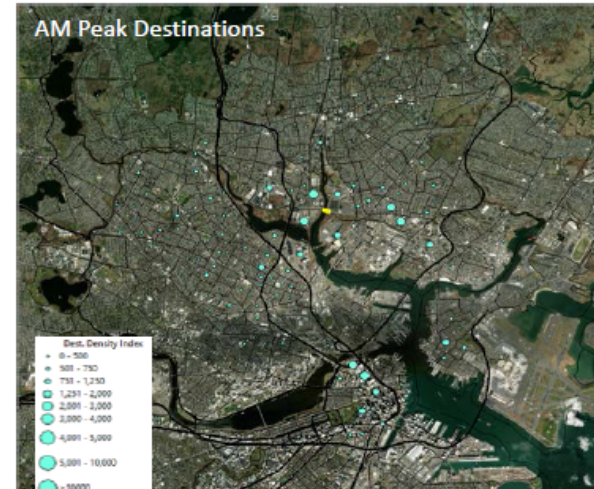 AM Peak Destinations
Dest. Density Index
0 - 500
501 - 750
751 - 1,250
1,251 - 2,000
2,001 - 3,000
3,000 - 4,000
4,001 - 5,000
5,001 - 10,000
>10000